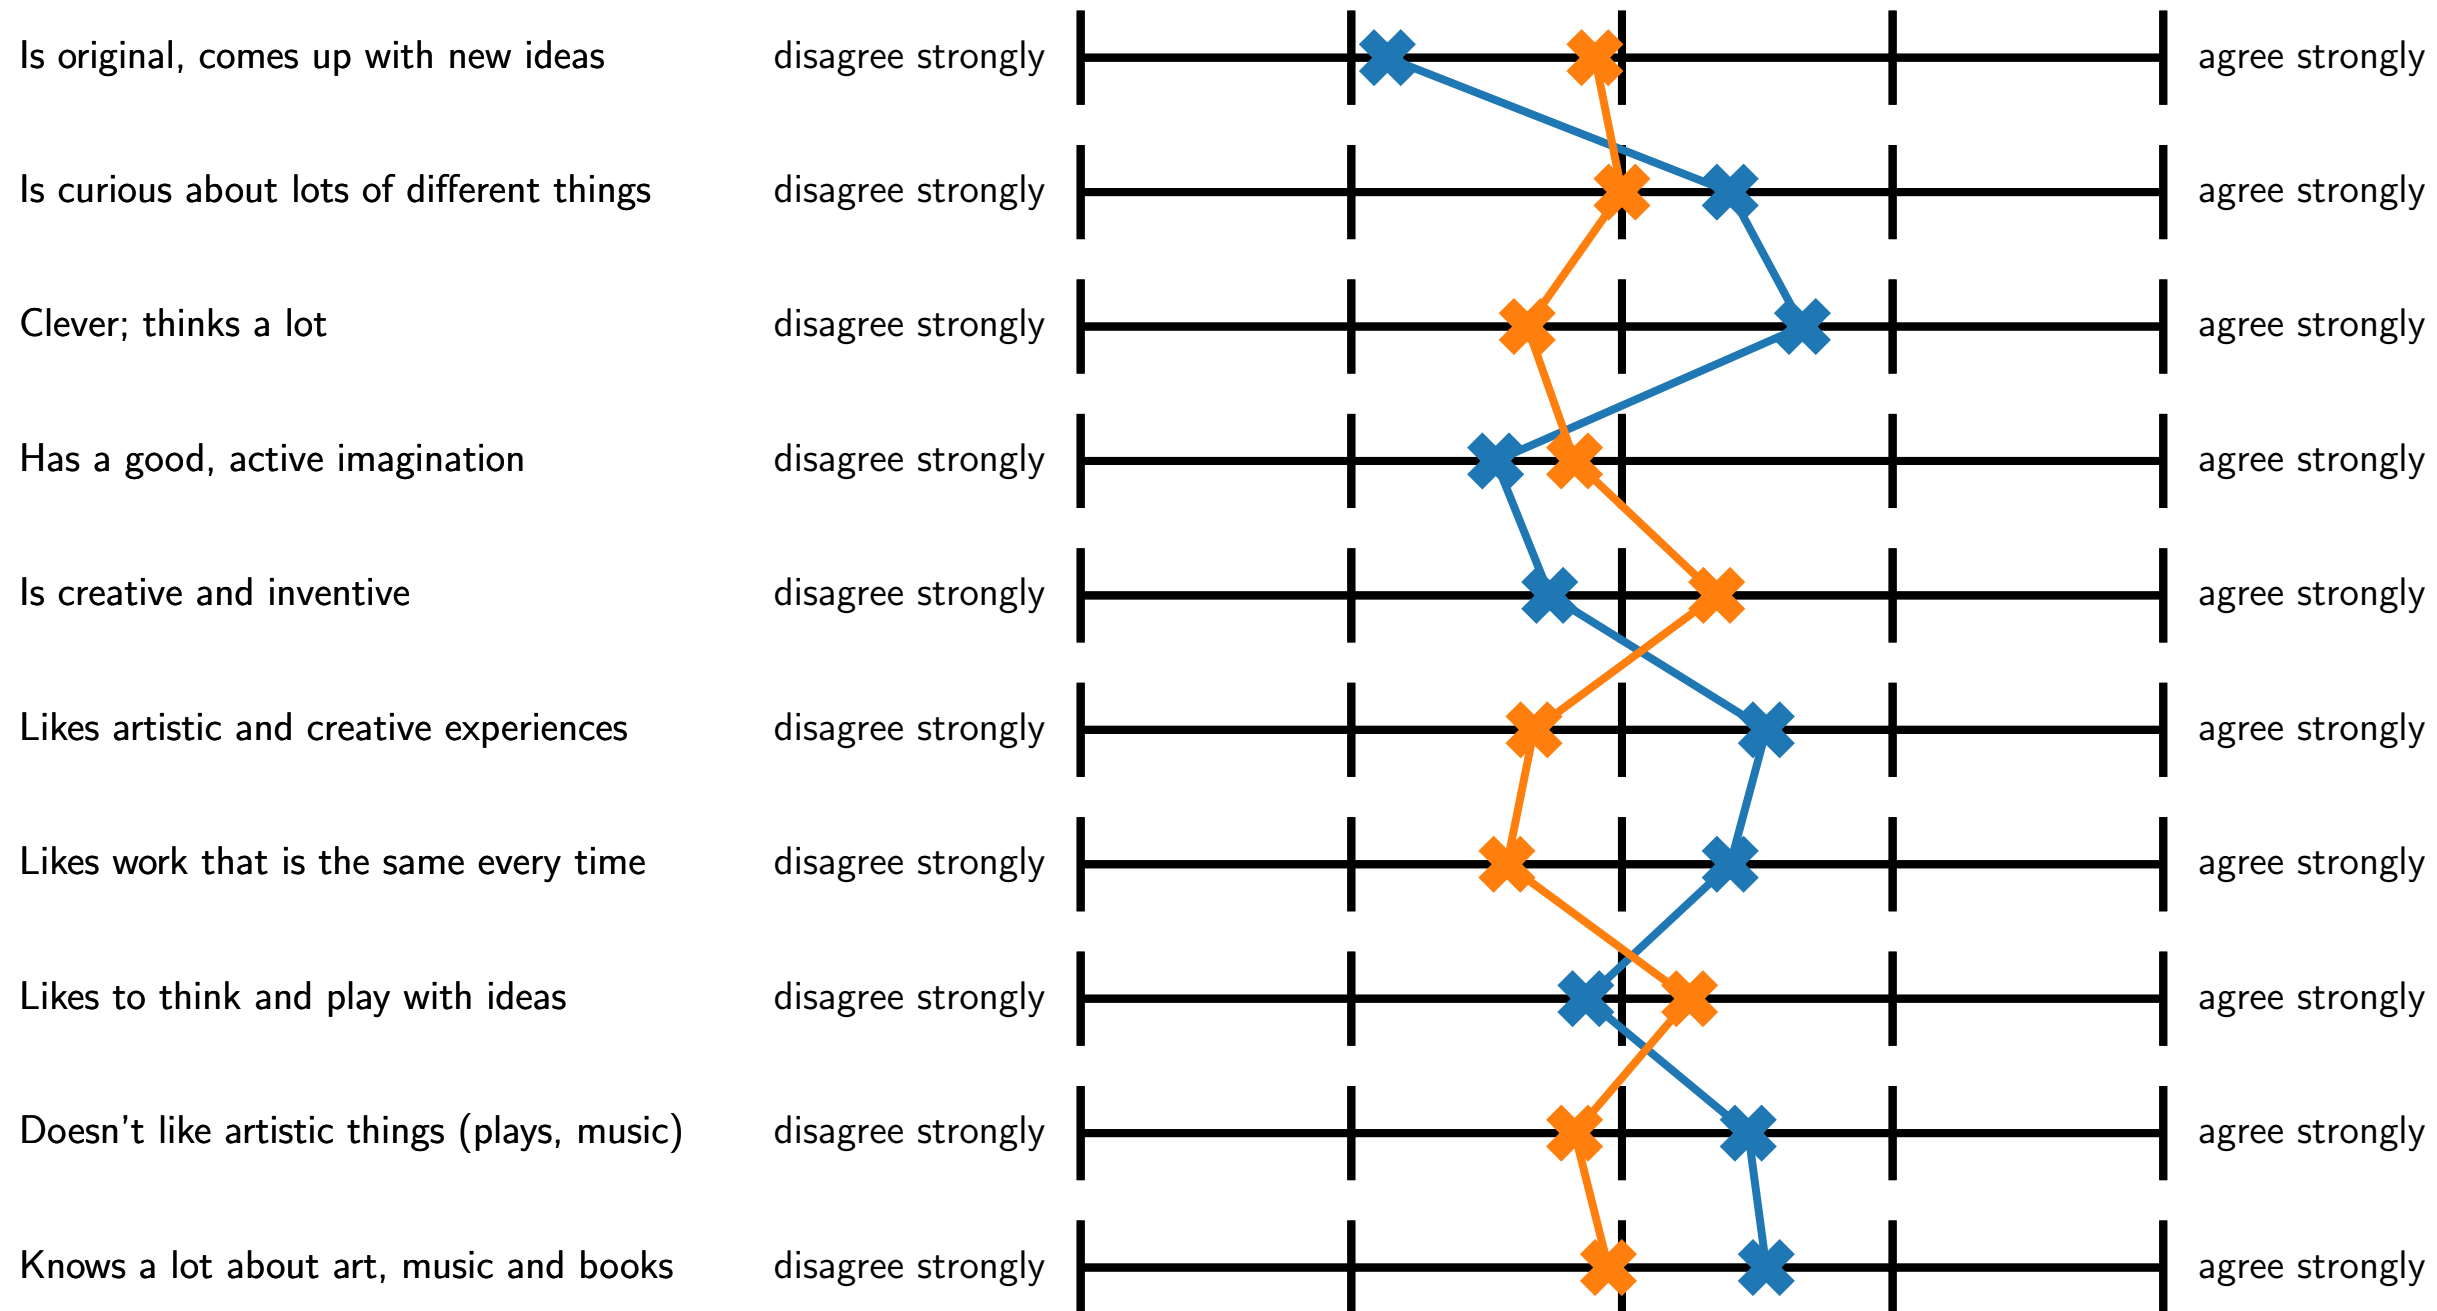 Is original, comes up with new ideas disagree strongly agree strongly
Is curious about lots of different things disagree strongly agree strongly
Clever; thinks a lot disagree strongly agree strongly
Has a good, active imagination disagree strongly agree strongly
Is creative and inventive disagree strongly agree strongly
Likes artistic and creative experiences disagree strongly agree strongly
Likes work that is the same every time disagree strongly agree strongly
Likes to think and play with ideas disagree strongly agree strongly
Doesn't like artistic things (plays, music) disagree strongly agree strongly
Knows a lot about art, music and books disagree strongly agree strongly